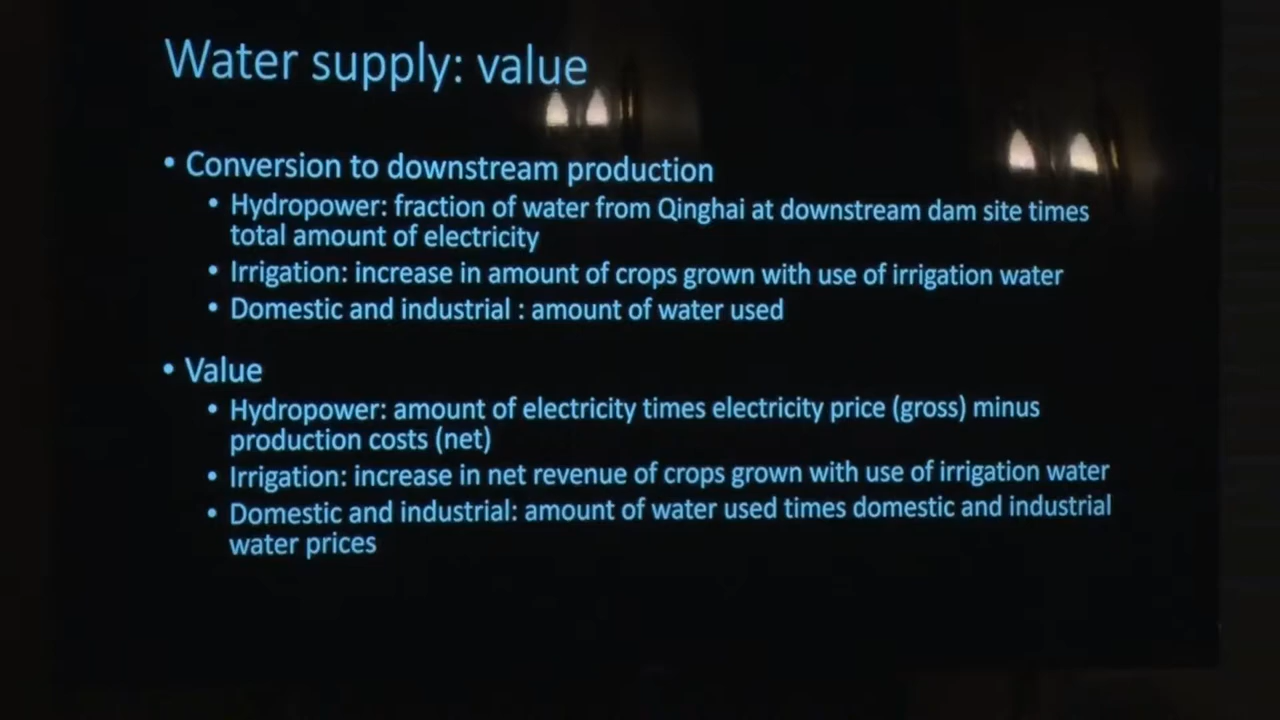 Water supply: value
• Conversion to downstream production
• Hydropower: fraction of water from Qinghai at downstream dam site times
total amount of electricity
• Irrigation: increase in amount of crops grown with use of irrigation water
• Domestic and industrial : amount of water used
• Value
• Hydropower: amount of electricity times electricity price (gross) minus
production costs (net)
• Irrigation: increase in net revenue of crops grown with use of irrigation water
• Domestic and industrial: amount of water used times domestic and industrial
water prices